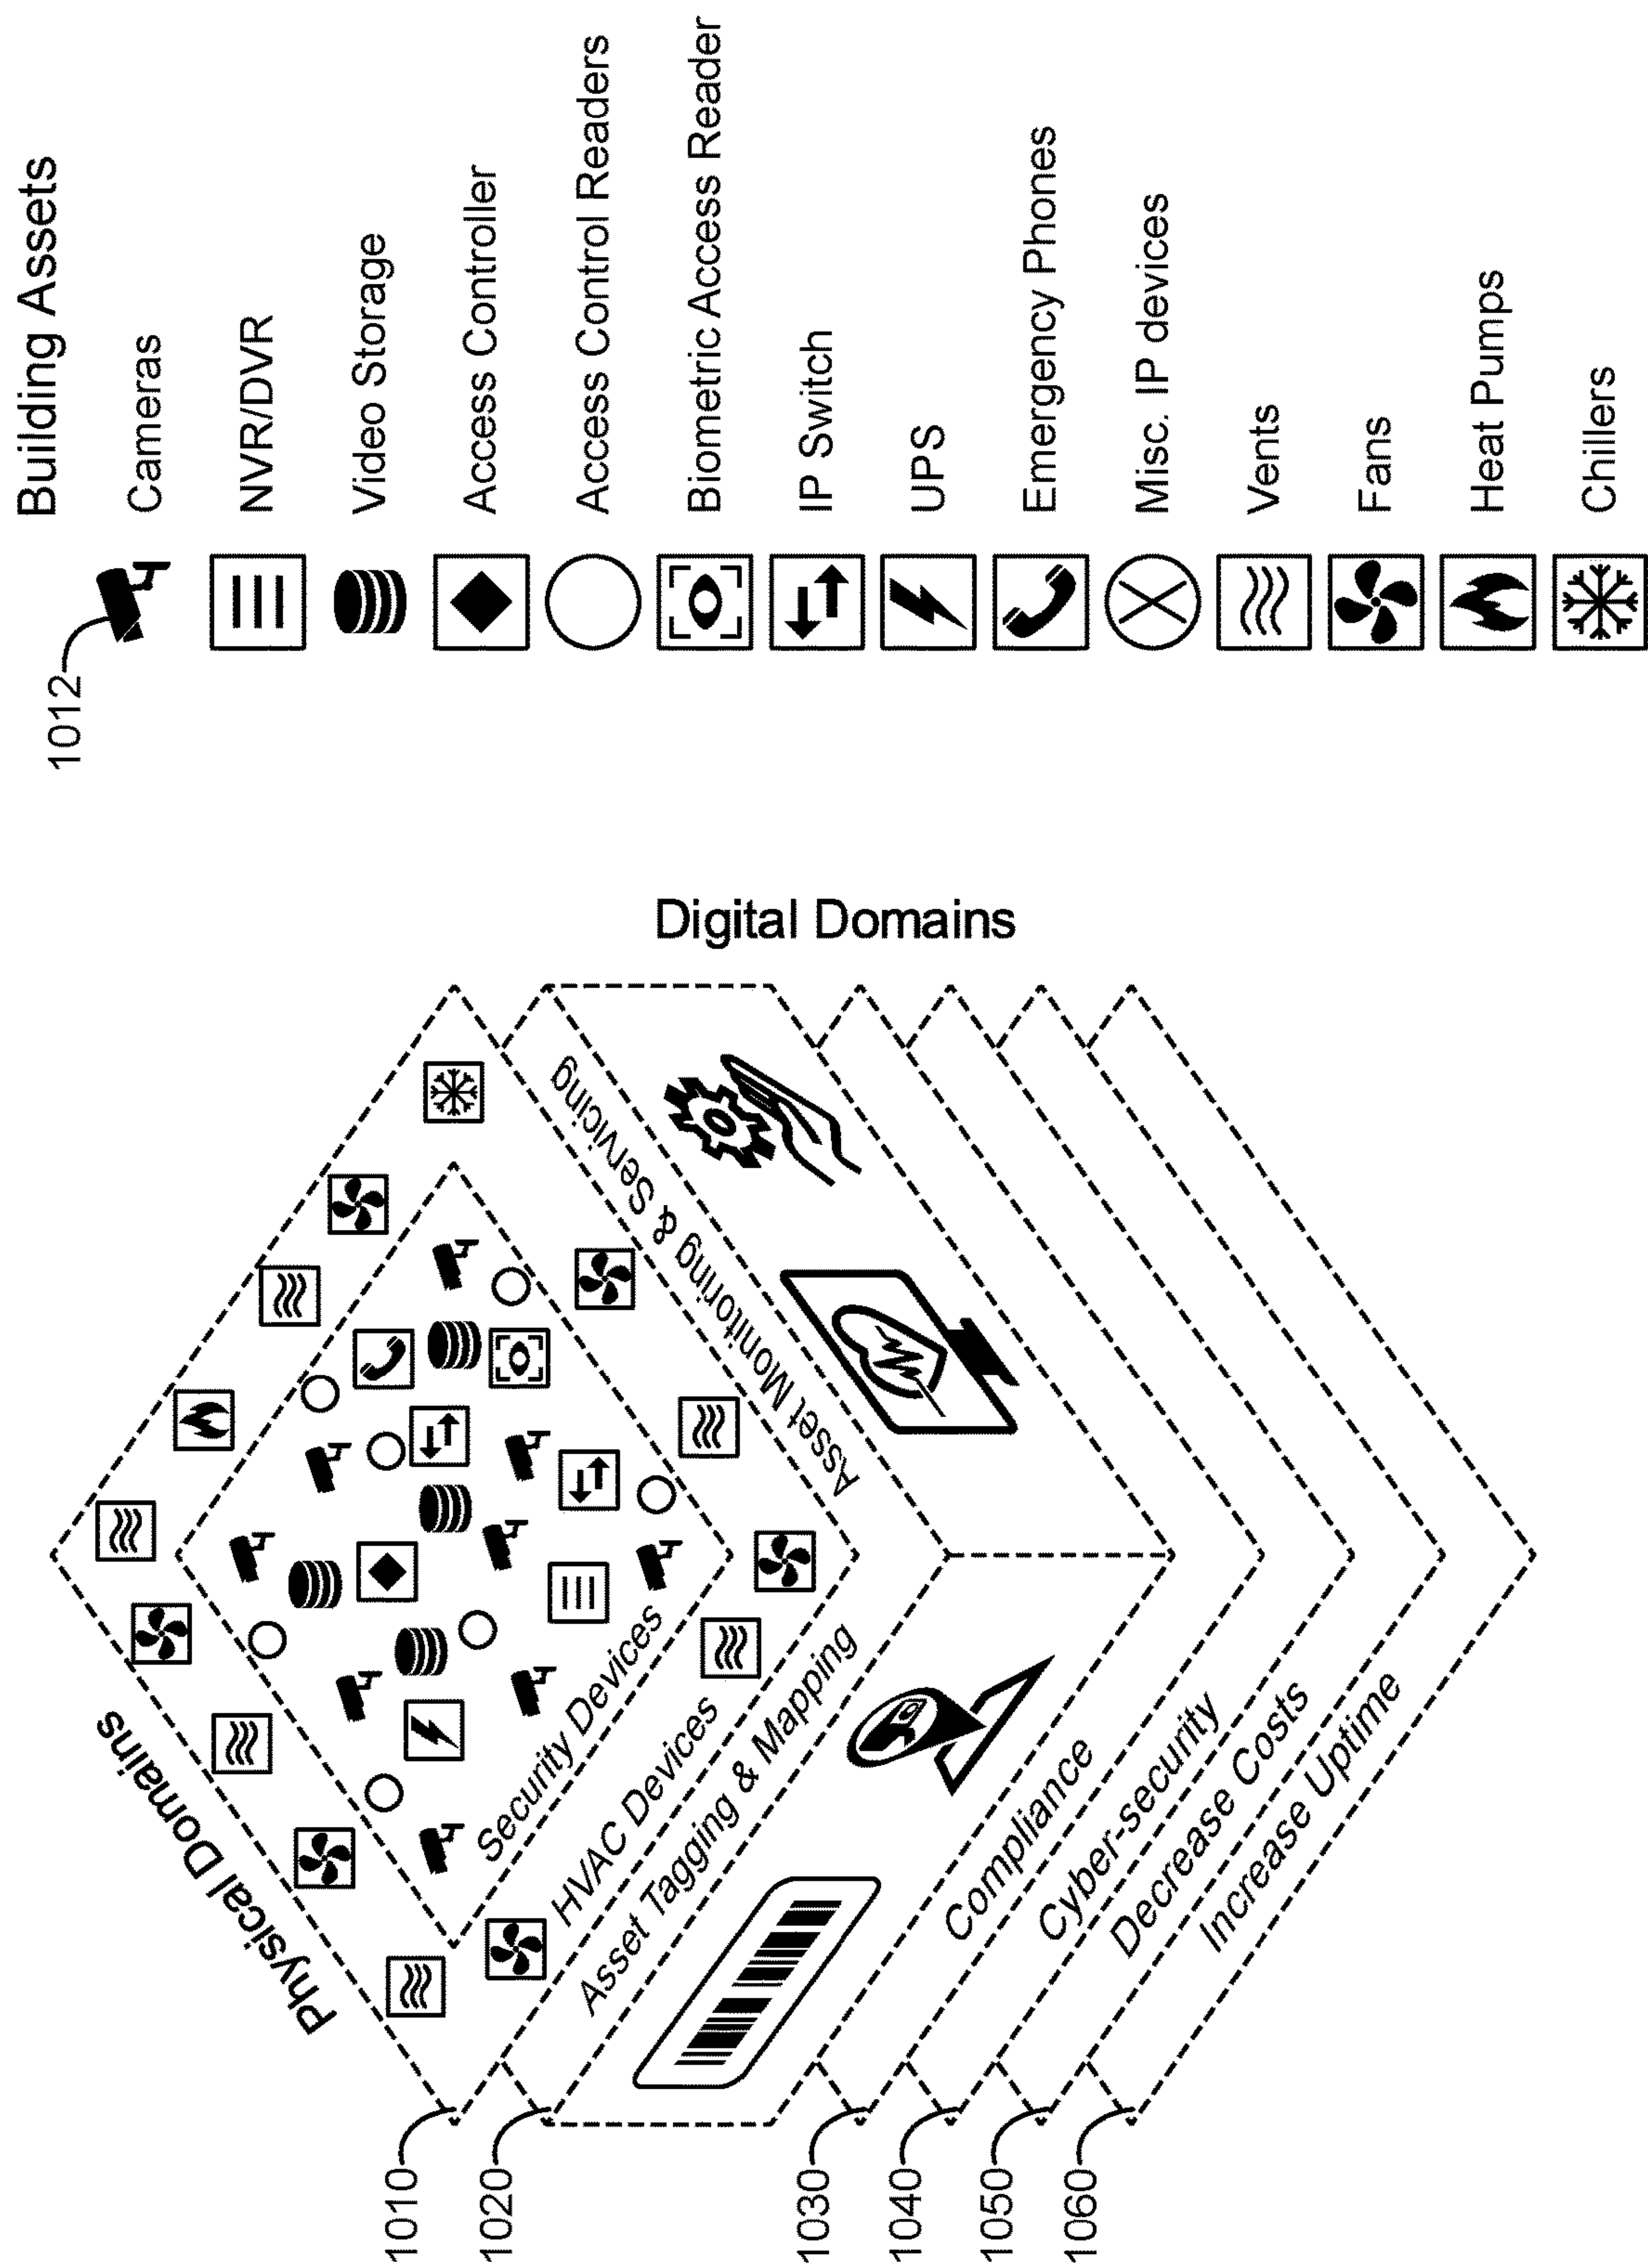 Physical Domains
Security Devices
HVAC Devices
Asset Tagging & Mapping
Asset Monitoring & Servicing
Compliance
Cyber-security
Decrease Costs
Increase Uptime
1010
1020
1030
1040
1050
1060
Digital Domains
Building Assets
1012
Cameras
NVR/DVR
Video Storage
Access Controller
Access Control Readers
Biometric Access Reader
IP Switch
UPS
Emergency Phones
Misc. IP devices
Vents
Fans
Heat Pumps
Chillers